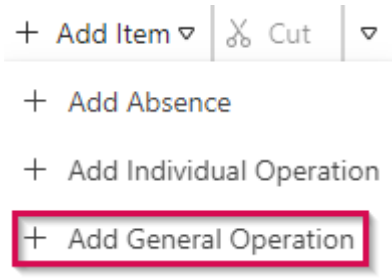 + Add Item Cut
+ Add Absence
+ Add Individual Operation
+ Add General Operation